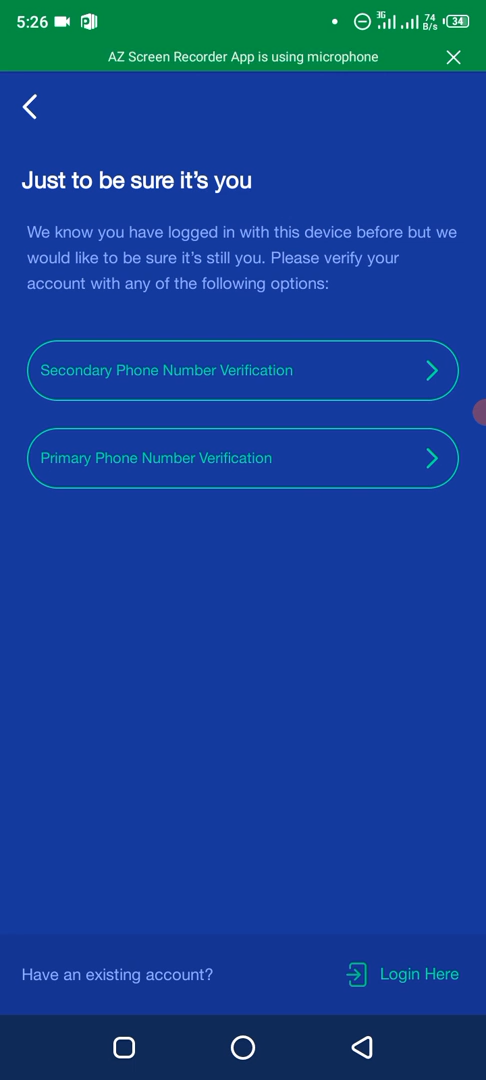 5:26
3G
74
B/s
34
AZ Screen Recorder App is using microphone
Just to be sure it's you
We know you have logged in with this device before but we
would like to be sure it's still you. Please verify your
account with any of the following options:
Secondary Phone Number Verification
Primary Phone Number Verification
Have an existing account?
Login Here